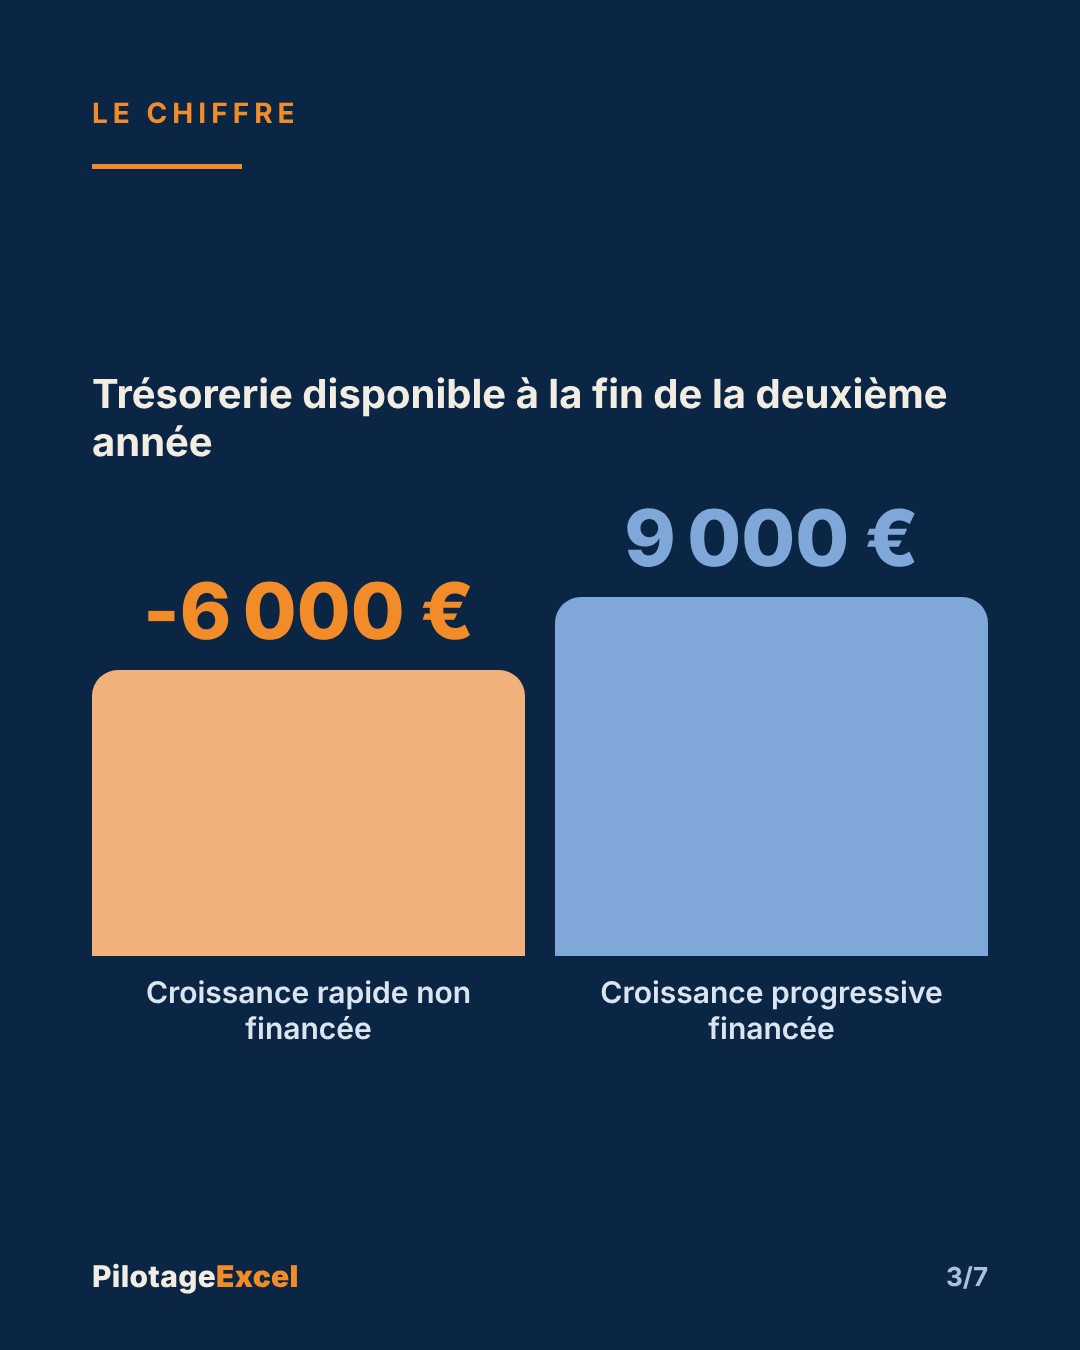 LE CHIFFRE
Trésorerie disponible à la fin de la deuxième
année
9 000 €
-6 000 €
Croissance rapide non
financée
Croissance progressive
financée
PilotageExcel
3/7